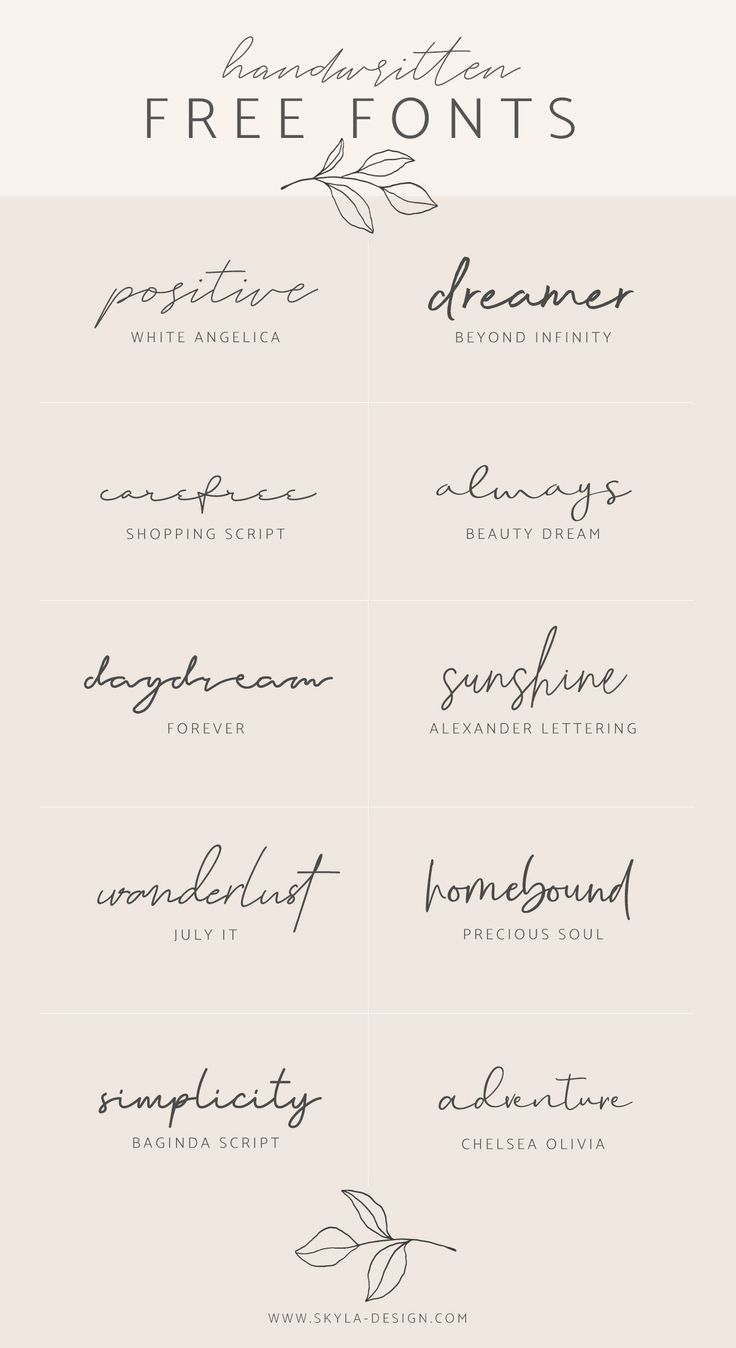 handwritten
FREE FONTS
positive
WHITE ANGELICA
dreamer
BEYOND INFINITY
carefree
SHOPPING SCRIPT
always
BEAUTY DREAM
daydream
FOREVER
sunshine
ALEXANDER LETTERING
wanderlust
JULY IT
homebound
PRECIOUS SOUL
simplicity
BAGINDA SCRIPT
adventure
CHELSEA OLIVIA
WWW.SKYLA-DESIGN.COM